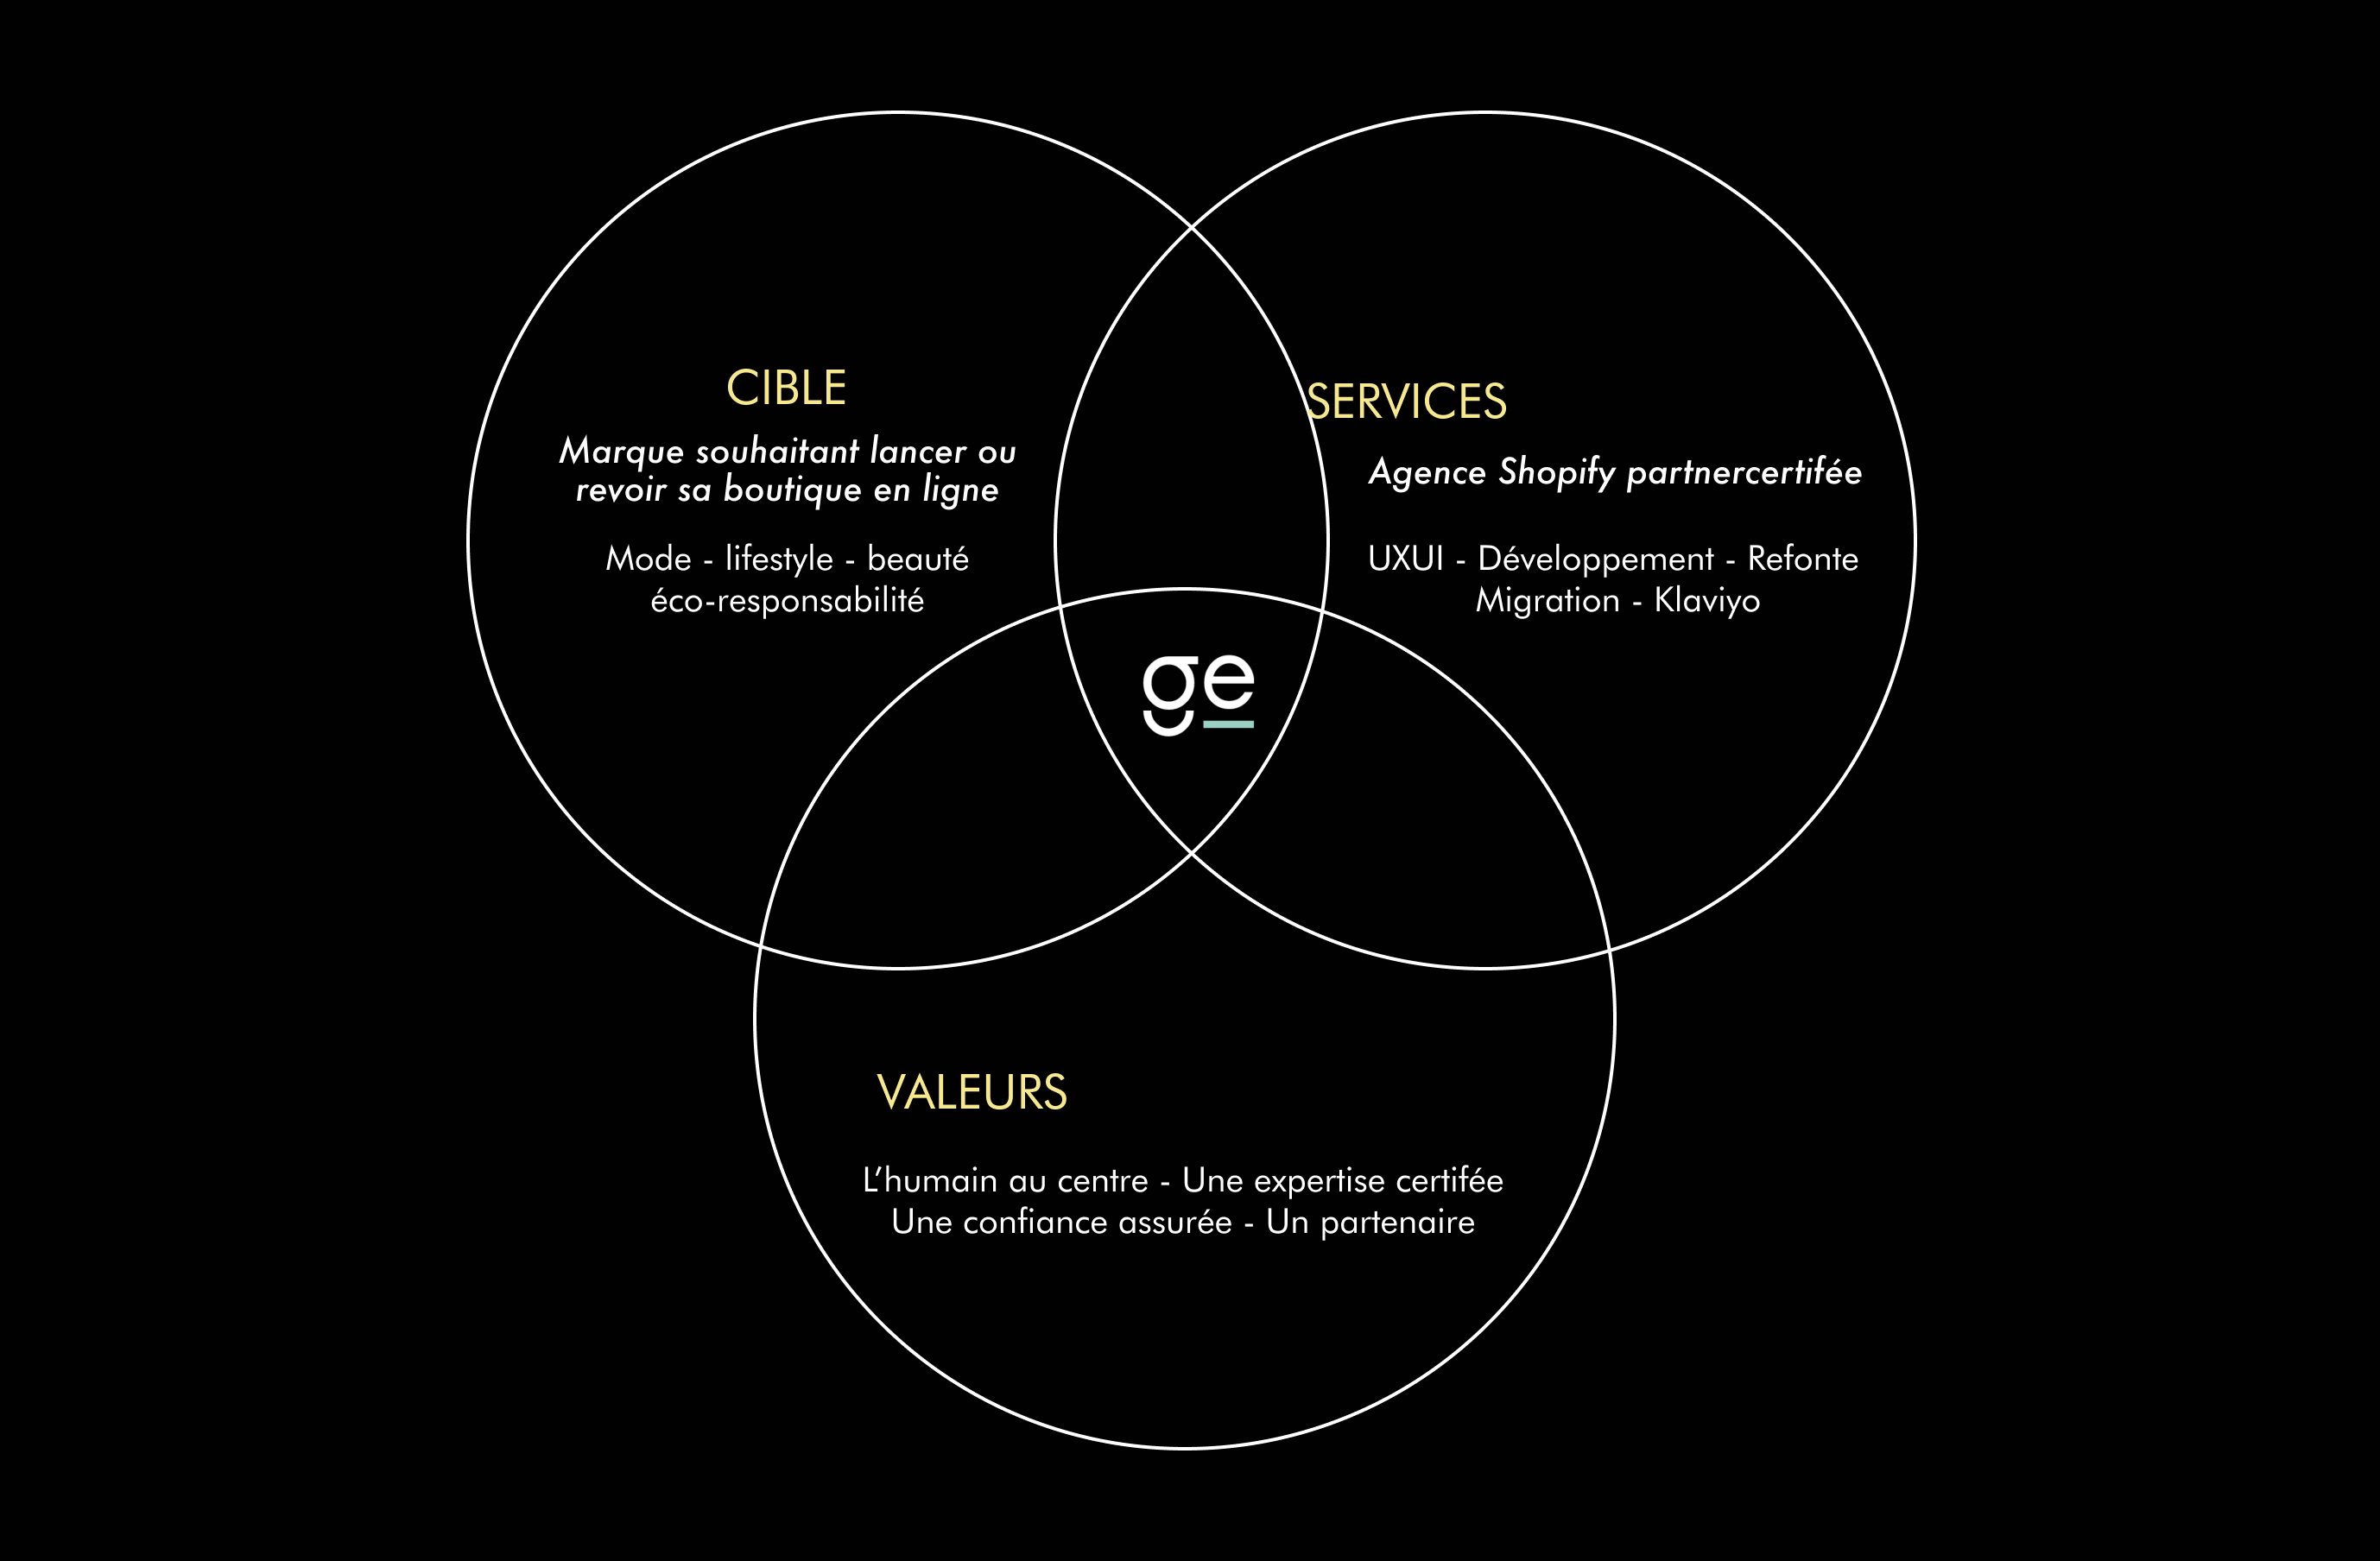 CIBLE
Marque souhaitant lancer ou
revoir sa boutique en ligne
Mode - lifestyle - beauté
éco-responsabilité
SERVICES
Agence Shopify partnercertifée
UXUI - Développement - Refonte
Migration - Klaviyo
ge
VALEURS
L’humain au centre - Une expertise certifée
Une confiance assurée - Un partenaire